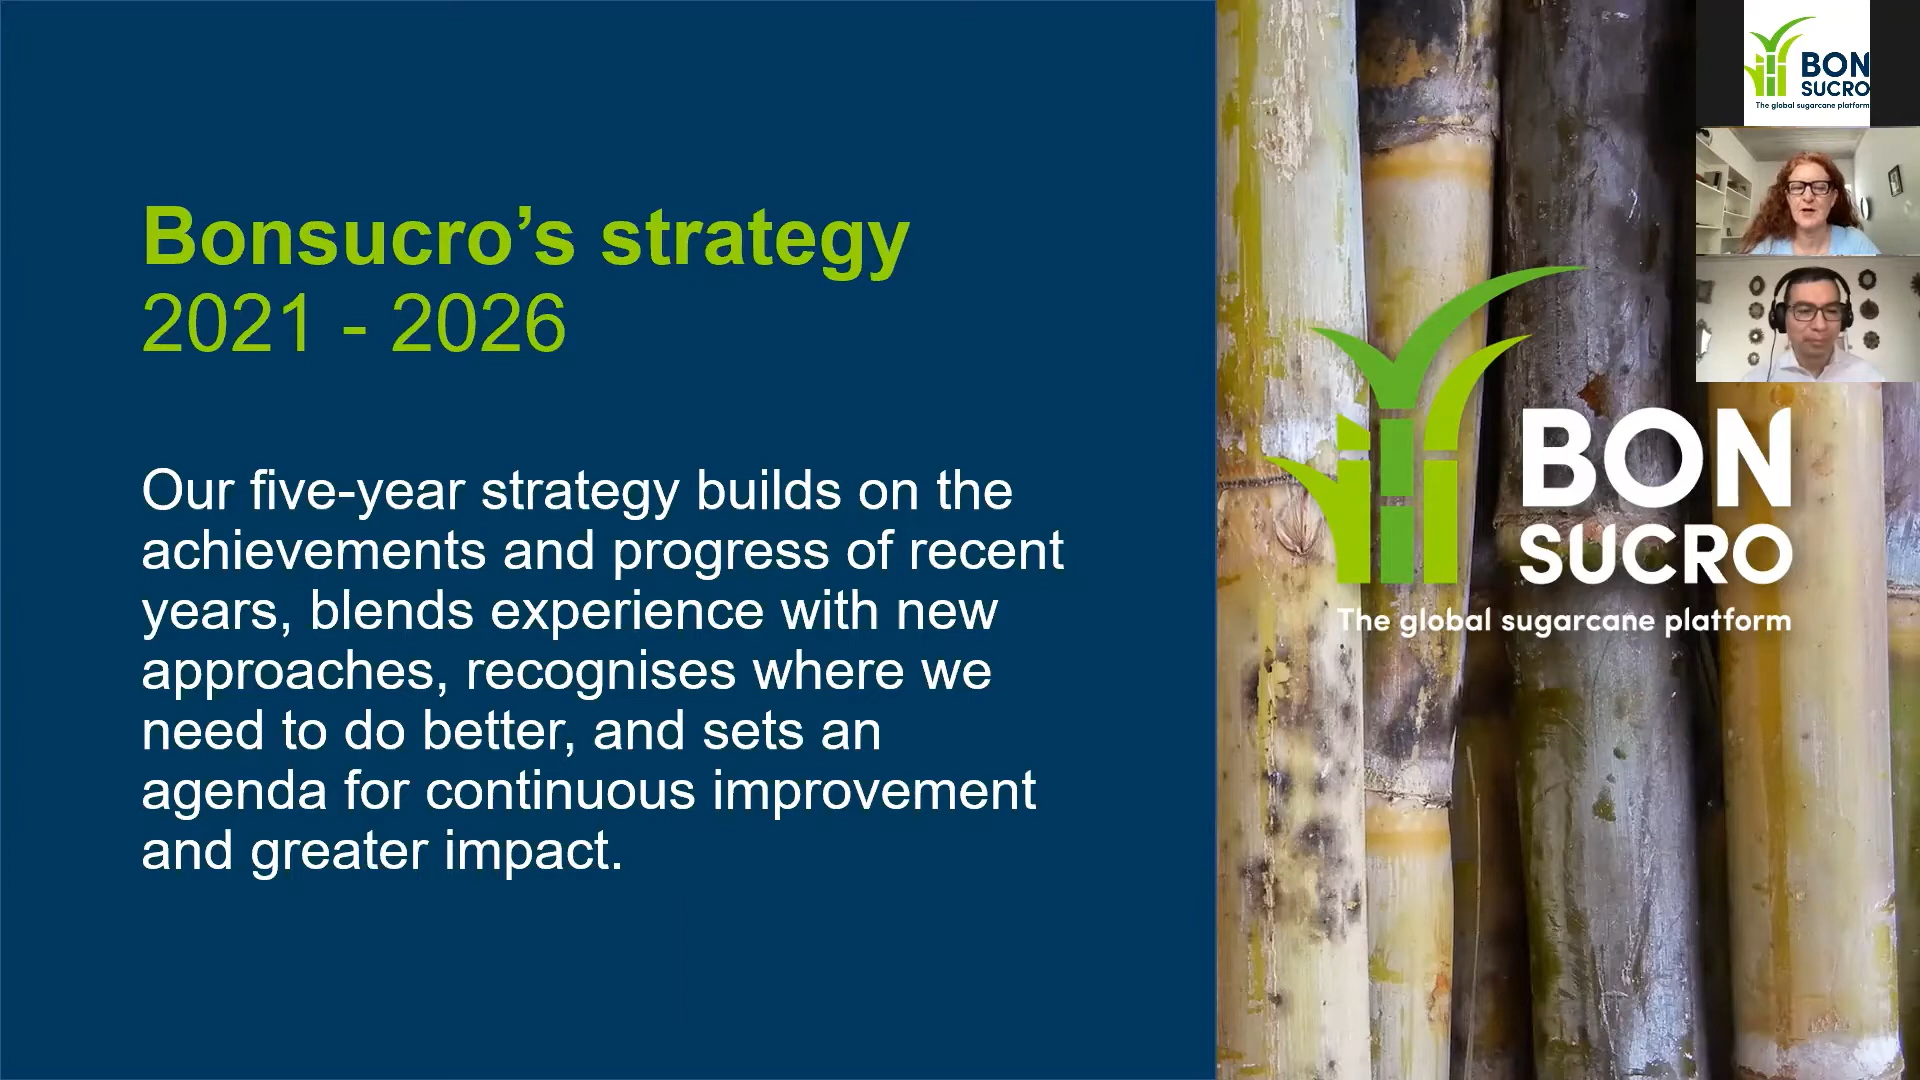 Bonsucro’s strategy
2021 - 2026
Our five-year strategy builds on the
achievements and progress of recent
years, blends experience with new
approaches, recognises where we
need to do better, and sets an
agenda for continuous improvement
and greater impact.
BON
SUCRO
The global sugarcane platform
BON
SUCRO
The global sugarcane platform